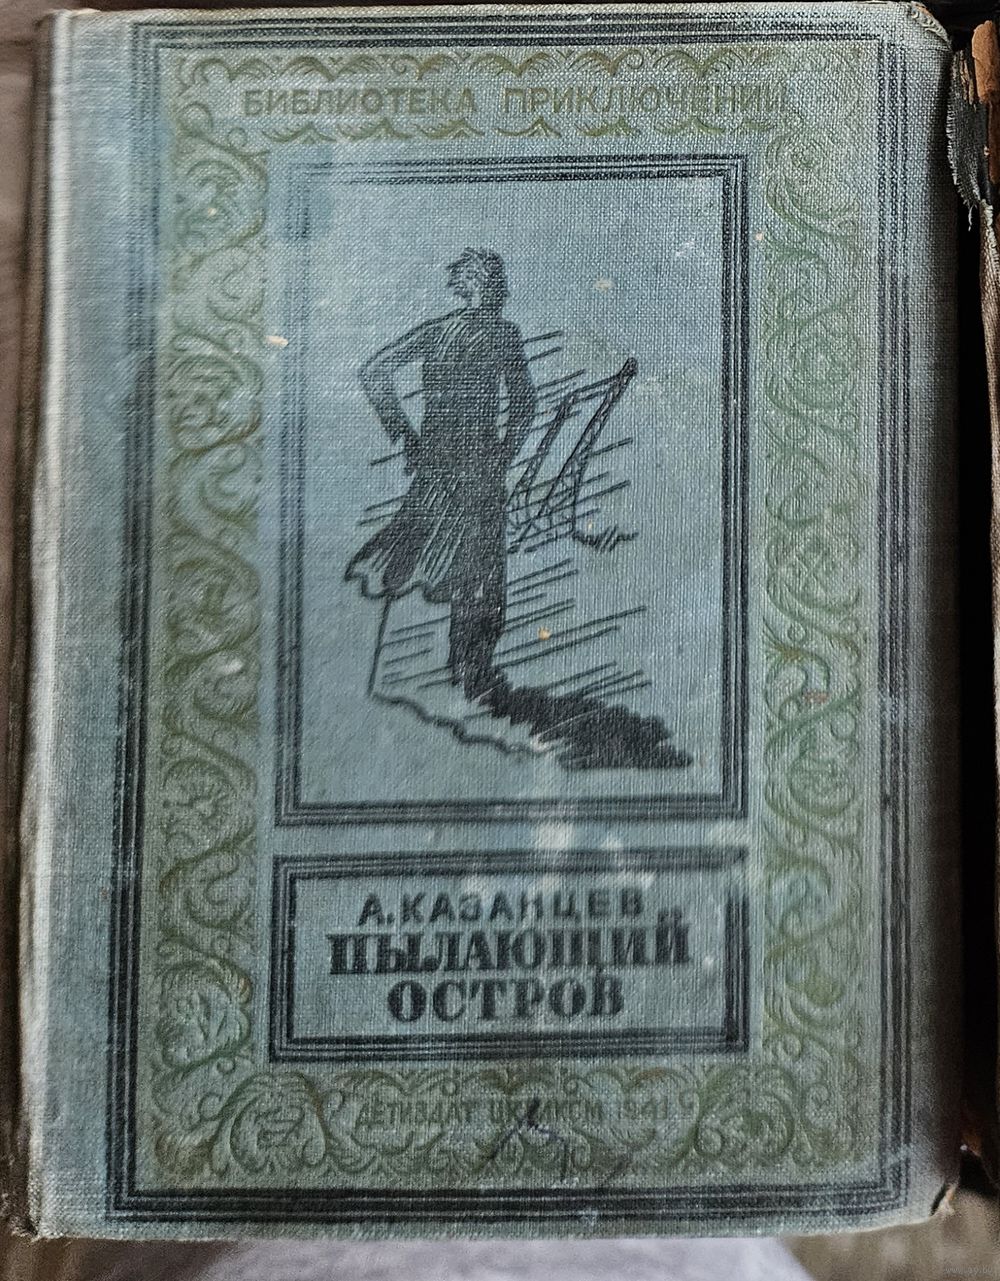 БИБЛИОТЕКА ПРИКЛЮЧЕНИЙ
А. КАЗАНЦЕВ
ПЫЛАЮЩИЙ
ОСТРОВ
ДЕТИЗДАТ ЦК ВЛКСМ 1941